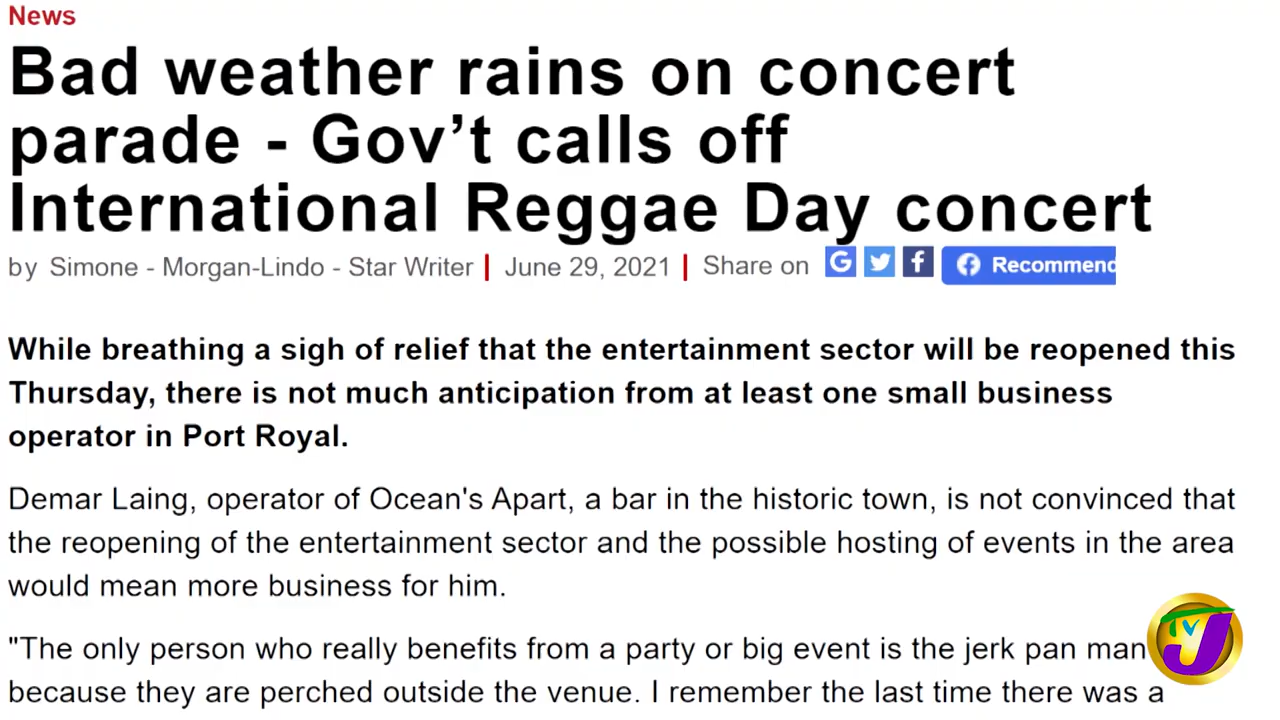 News
Bad weather rains on concert
parade - Gov’t calls off
International Reggae Day concert
by Simone - Morgan-Lindo - Star Writer | June 29, 2021 | Share on G f Recommend
While breathing a sigh of relief that the entertainment sector will be reopened this
Thursday, there is not much anticipation from at least one small business
operator in Port Royal.
Demar Laing, operator of Ocean's Apart, a bar in the historic town, is not convinced that
the reopening of the entertainment sector and the possible hosting of events in the area
would mean more business for him.
"The only person who really benefits from a party or big event is the jerk pan man
because they are perched outside the venue. I remember the last time there was a
TVJ